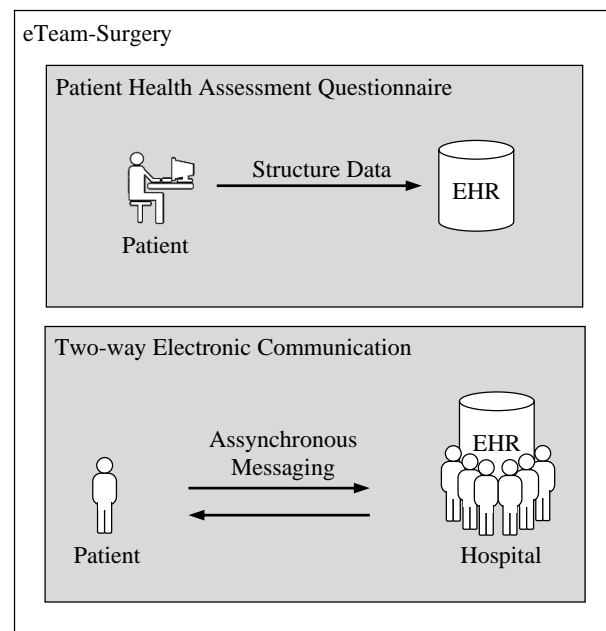 eTeam-Surgery
Patient Health Assessment Questionnaire
Structure Data
EHR
Patient
Two-way Electronic Communication
Assynchronous
Messaging
EHR
Patient
Hospital